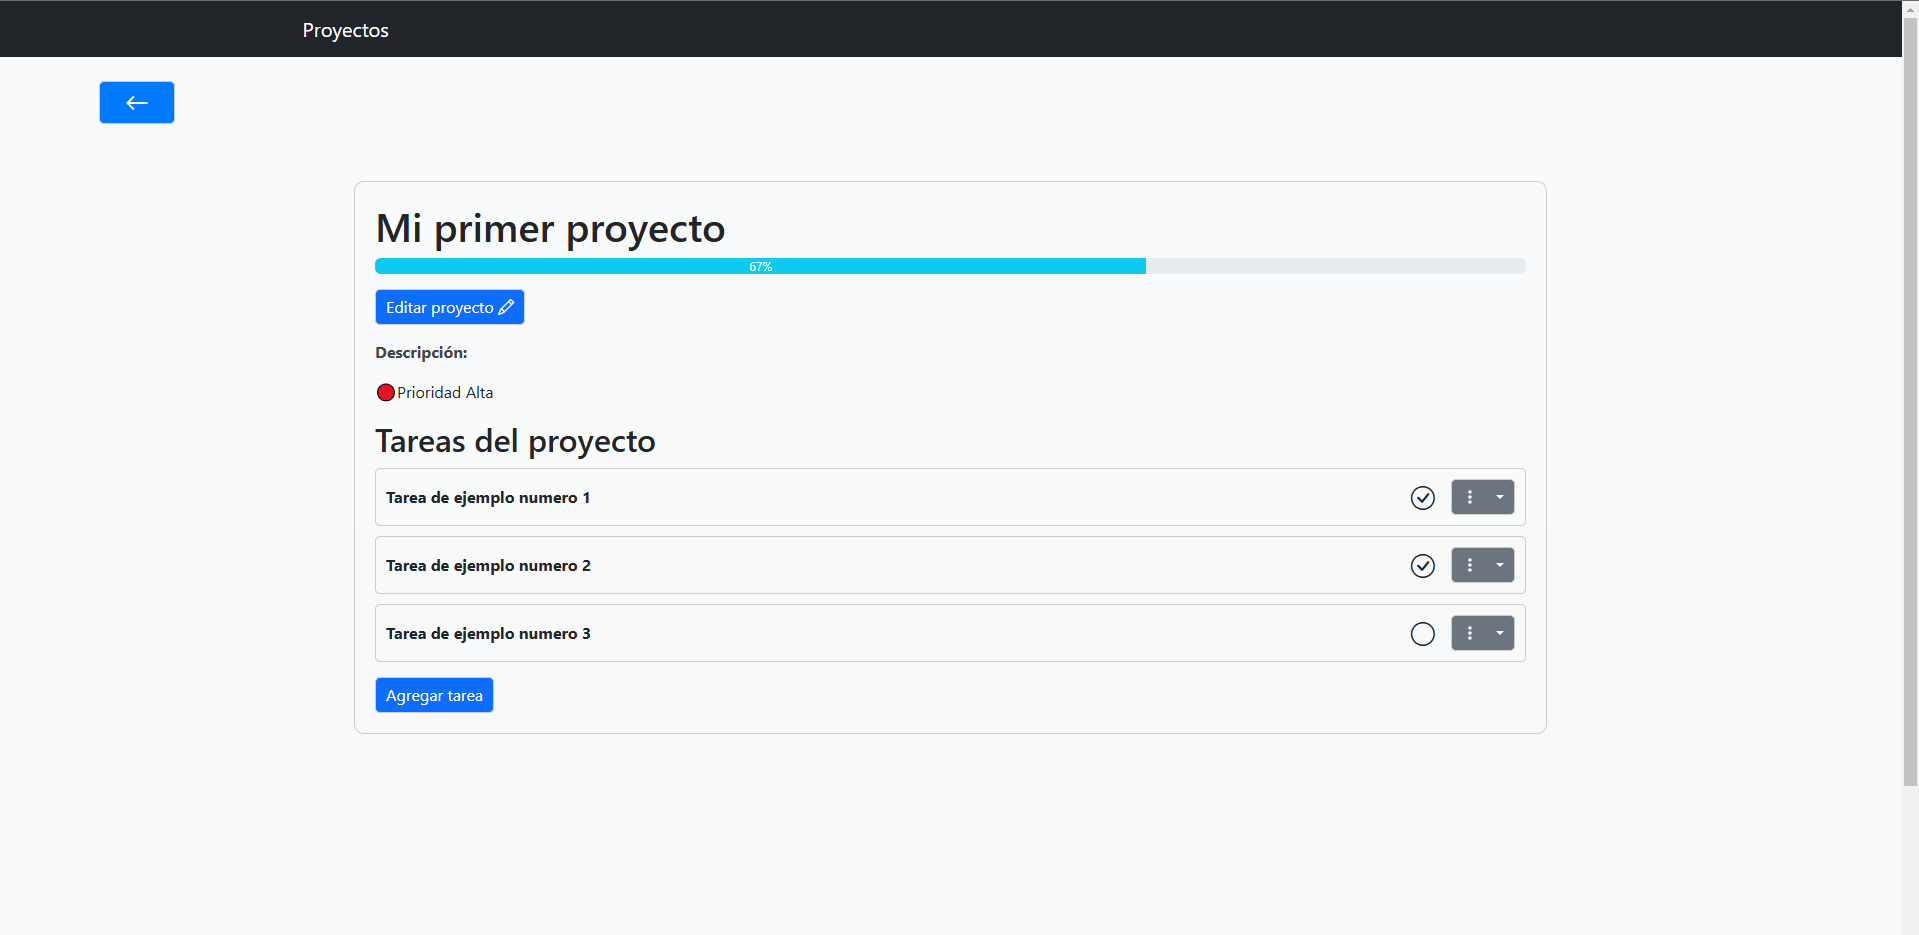 Proyectos
Mi primer proyecto
67%
Editar proyecto
Descripción:
Prioridad Alta
Tareas del proyecto
Tarea de ejemplo numero 1
Tarea de ejemplo numero 2
Tarea de ejemplo numero 3
Agregar tarea